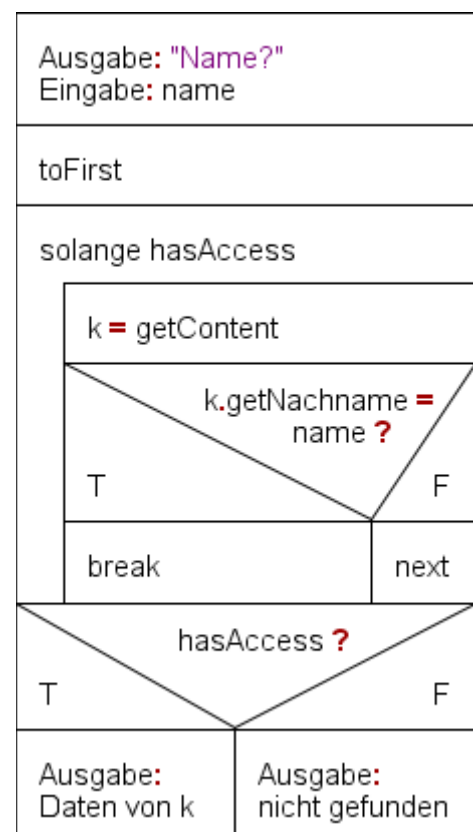 Ausgabe: "Name?"
Eingabe: name
toFirst
solange hasAccess
k = getContent
k.getNachname =
name ?
T F
break next
hasAccess ?
T F
Ausgabe: Ausgabe:
Daten von k nicht gefunden